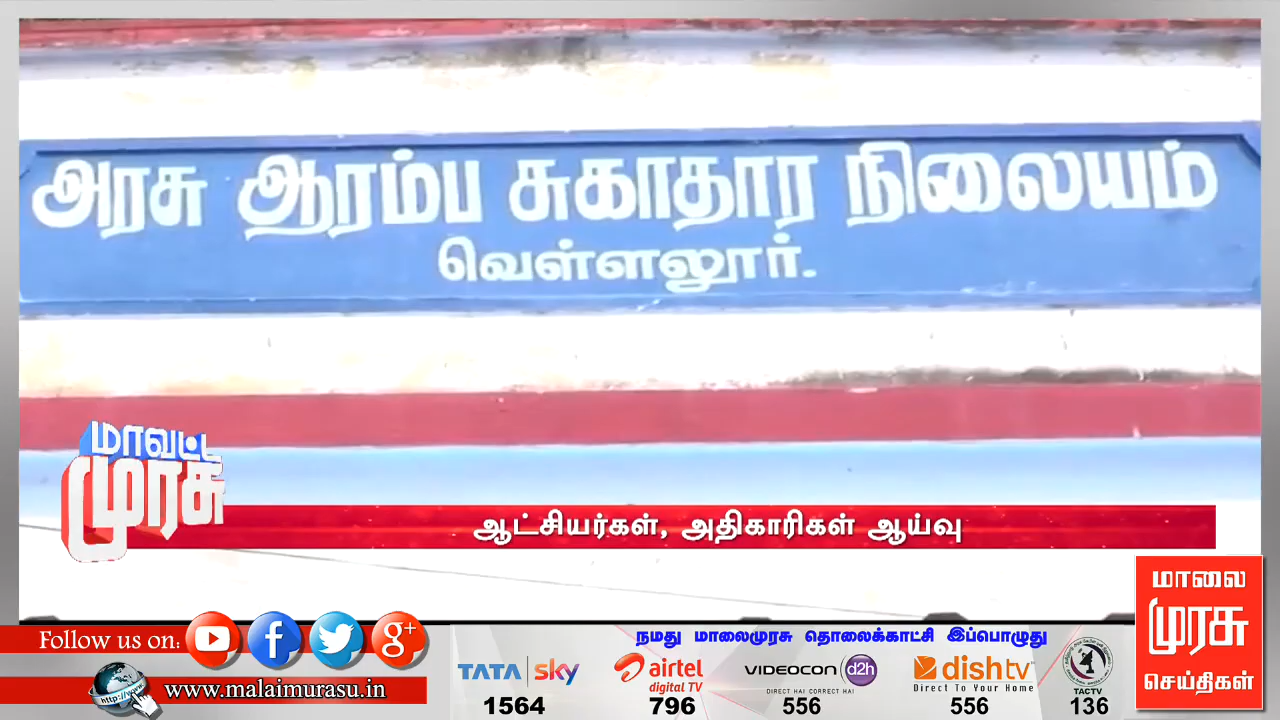 அரசு ஆரம்ப சுகாதார நிலையம்
வெள்ளலூர்.
மாவட்ட
முரசு
ஆட்சியர்கள், அதிகாரிகள் ஆய்வு
Follow us on:
g+
http://www
www.malaimurasu.in
நமது மாலைமுரசு தொலைக்காட்சி இப்பொழுது
TATA sky
1564
airtel
digital TV
796
VIDEOCON d2h
DIRECT HAI CORRECT HAI
556
dishtv
Direct To Your Home
556
TACTV
136
மாலை
முரசு
செய்திகள்